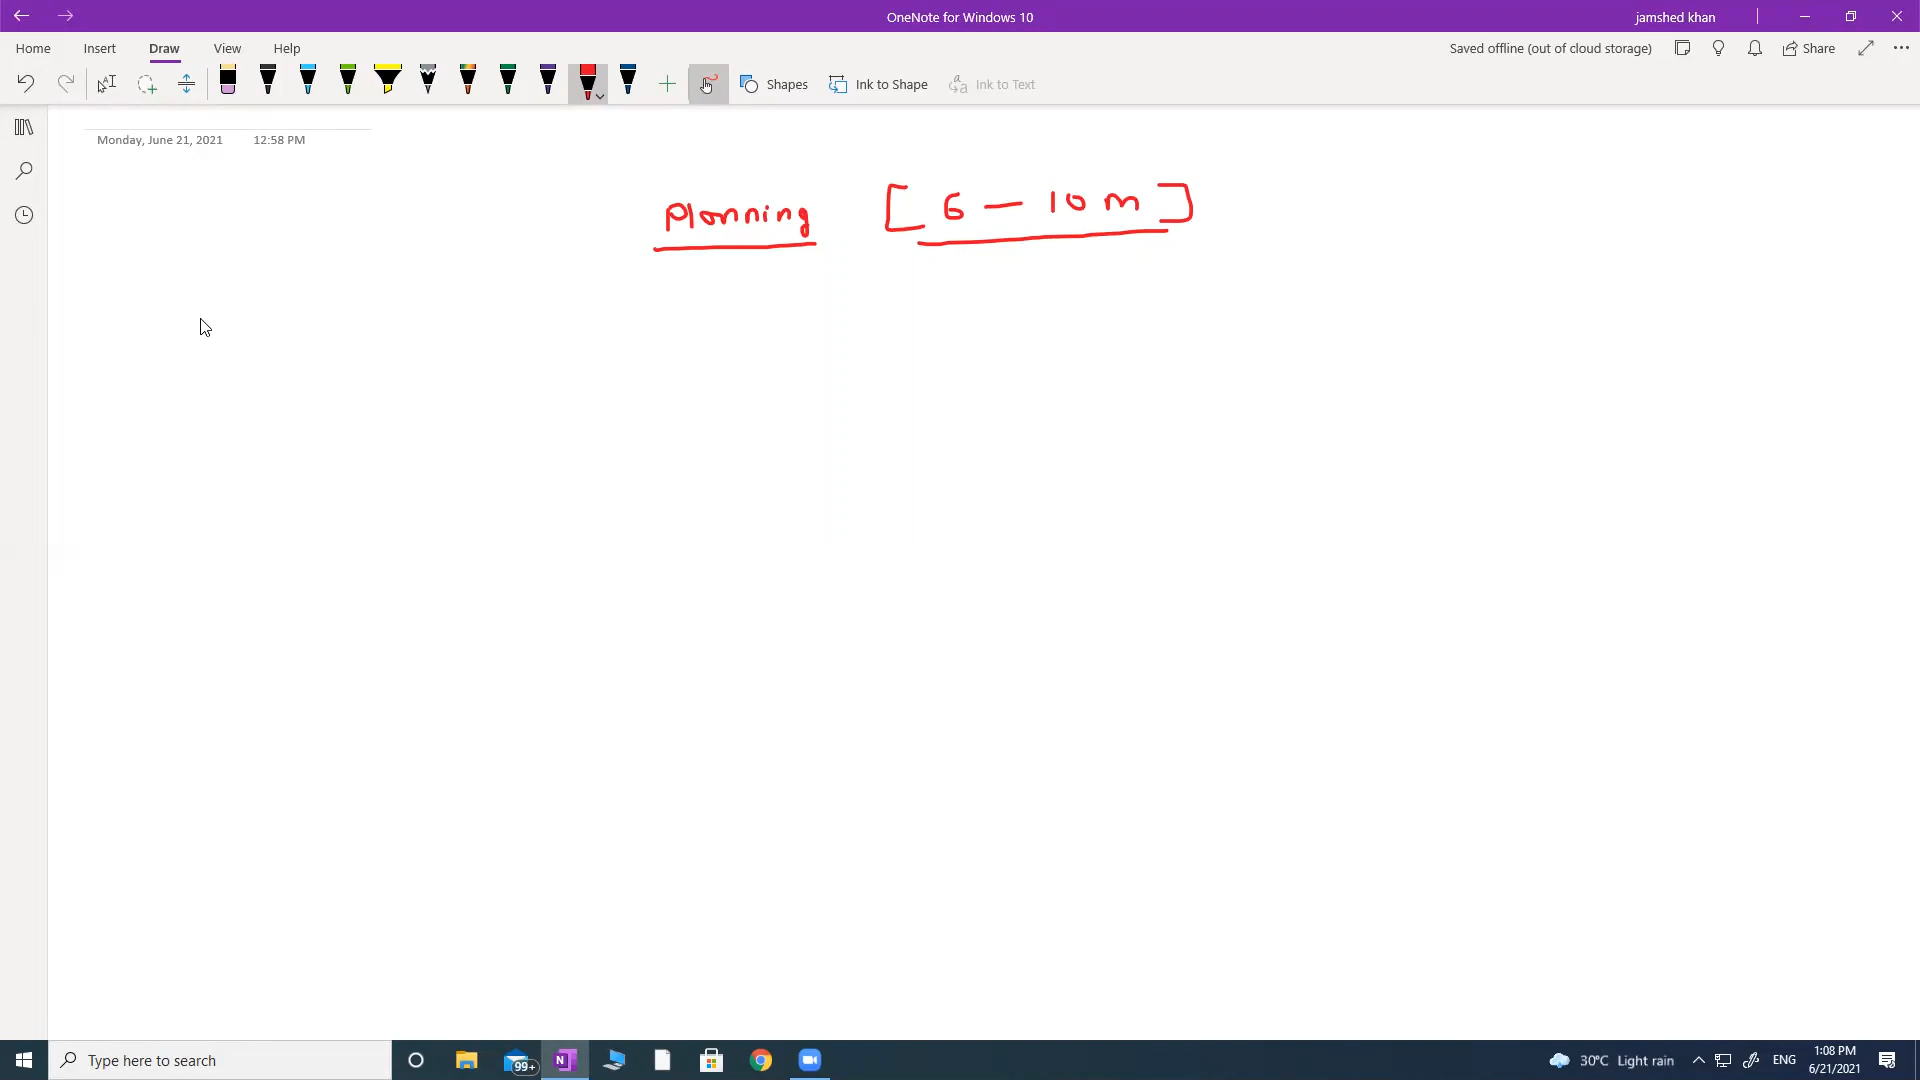 OneNote for Windows 10
jamshed khan
Home Insert Draw View Help
Saved offline (out of cloud storage)
Share
Shapes
Ink to Shape
Ink to Text
Monday, June 21, 2021 12:58 PM
Planning [ 6 — 10 m ]
Type here to search
99+
N
30°C Light rain
ENG
1:08 PM
6/21/2021